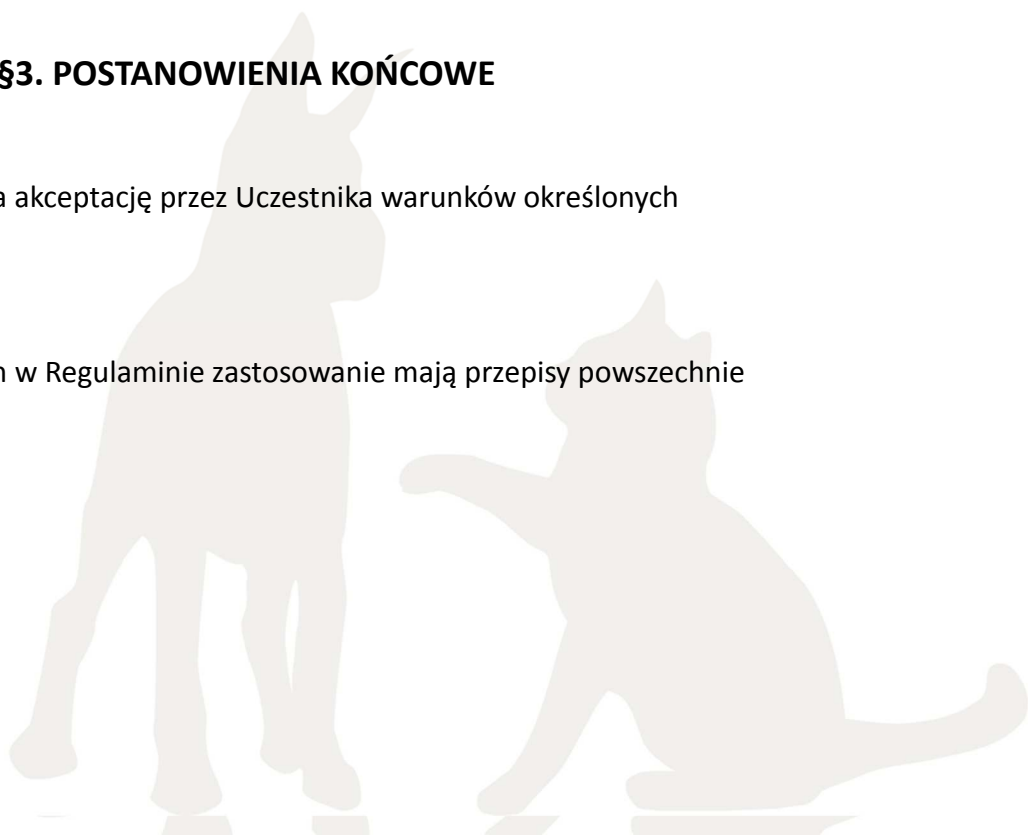 §3. POSTANOWIENIA KOŃCOWE
a akceptację przez Uczestnika warunków określonych
w Regulaminie zastosowanie mają przepisy powszechnie